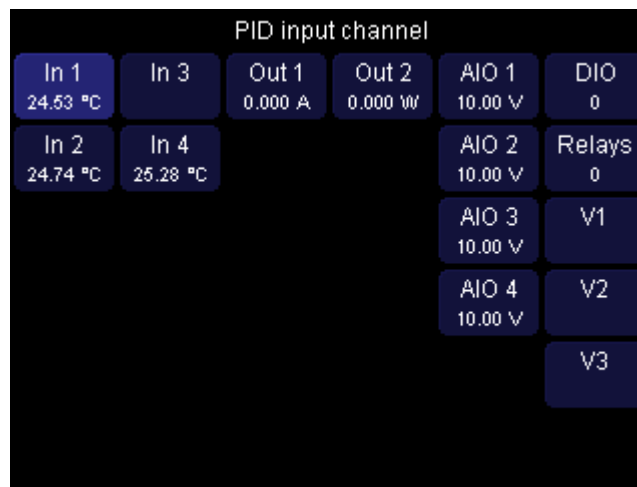 PID input channel
In 1
24.53 °C
In 3
Out 1
0.000 A
Out 2
0.000 W
AIO 1
10.00 V
DIO
0
In 2
24.74 °C
In 4
25.28 °C
AIO 2
10.00 V
Relays
0
AIO 3
10.00 V
V1
AIO 4
10.00 V
V2
V3